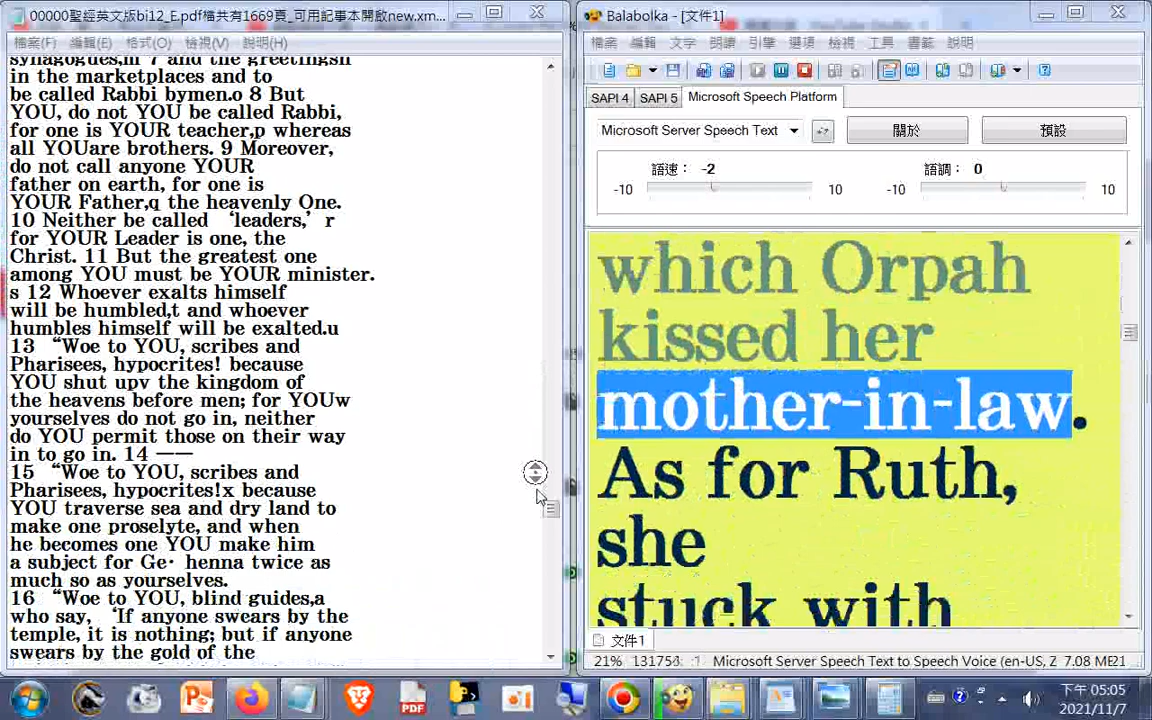 00000聖經英文版bi12_E.pdf檔共有1669頁_可用記事本開啟new.xm...
檔案(F) 編輯(E) 格式(O) 檢視(V) 說明(H)
synagogues,m 7 and the greetingsn
in the marketplaces and to
be called Rabbi bymen.o 8 But
YOU, do not YOU be called Rabbi,
for one is YOUR teacher,p whereas
all YOUare brothers. 9 Moreover,
do not call anyone YOUR
father on earth, for one is
YOUR Father,q the heavenly One.
10 Neither be called ‘leaders,’ r
for YOUR Leader is one, the
Christ. 11 But the greatest one
among YOU must be YOUR minister.
s 12 Whoever exalts himself
will be humbled,t and whoever
humbles himself will be exalted.u
13 “Woe to YOU, scribes and
Pharisees, hypocrites! because
YOU shut upv the kingdom of
the heavens before men; for YOUw
yourselves do not go in, neither
do YOU permit those on their way
in to go in. 14 ——
15 “Woe to YOU, scribes and
Pharisees, hypocrites!x because
YOU traverse sea and dry land to
make one proselyte, and when
he becomes one YOU make him
a subject for Ge· henna twice as
much so as yourselves.
16 “Woe to YOU, blind guides,a
who say, ‘If anyone swears by the
temple, it is nothing; but if anyone
swears by the gold of the
Balabolka - [文件1]
檔案 編輯 文字 朗讀 引擎 選項 檢視 工具 書籤 說明
SAPI 4 SAPI 5 Microsoft Speech Platform
Microsoft Server Speech Text 關於 預設
語速： -2 語調： 0
-10 10 -10 10
which Orpah
kissed her
mother-in-law.
As for Ruth,
she
stuck with
文件1
21% Microsoft Server Speech Text to Speech Voice (en-US, Z 7.08 ME21
下午 05:05
2021/11/7